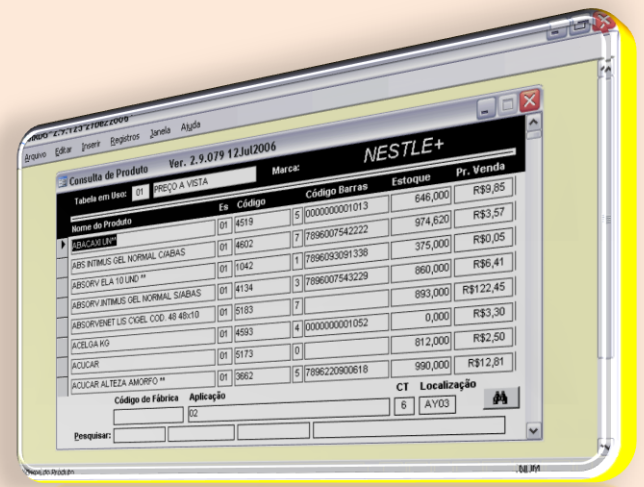 Arquivo Editar Inserir Registros Janela Ajuda
Consulta de Produto Ver. 2.9.079 12Jul2006
Tabela em Uso: 01 PREÇO A VISTA Marca: NESTLE+
Nome do Produto Es Código Código Barras Estoque Pr. Venda
ABACAXI UN** 01 4519 5 0000000001013 646,000 R$9,85
ABS INTIMUS GEL NORMAL C/ABAS 01 4602 7 7896007542222 974,620 R$3,57
ABSORV ELA 10 UND ** 01 1042 1 7896093091338 375,000 R$0,05
ABSORV.INTIMUS GEL NORMAL S/ABAS 01 4134 3 7896007543229 860,000 R$6,41
ABSORVENET LIS C\GEL COD. 48 48x10 01 5183 7 893,000 R$122,45
ACELGA KG 01 4593 4 0000000001052 0,000 R$3,30
ACUCAR 01 5173 0 812,000 R$2,50
ACUCAR ALTEZA AMORFO ** 01 3662 5 7896220900618 990,000 R$12,81
Código de Fábrica Aplicação CT Localização
02 6 AY03
Pesquisar: